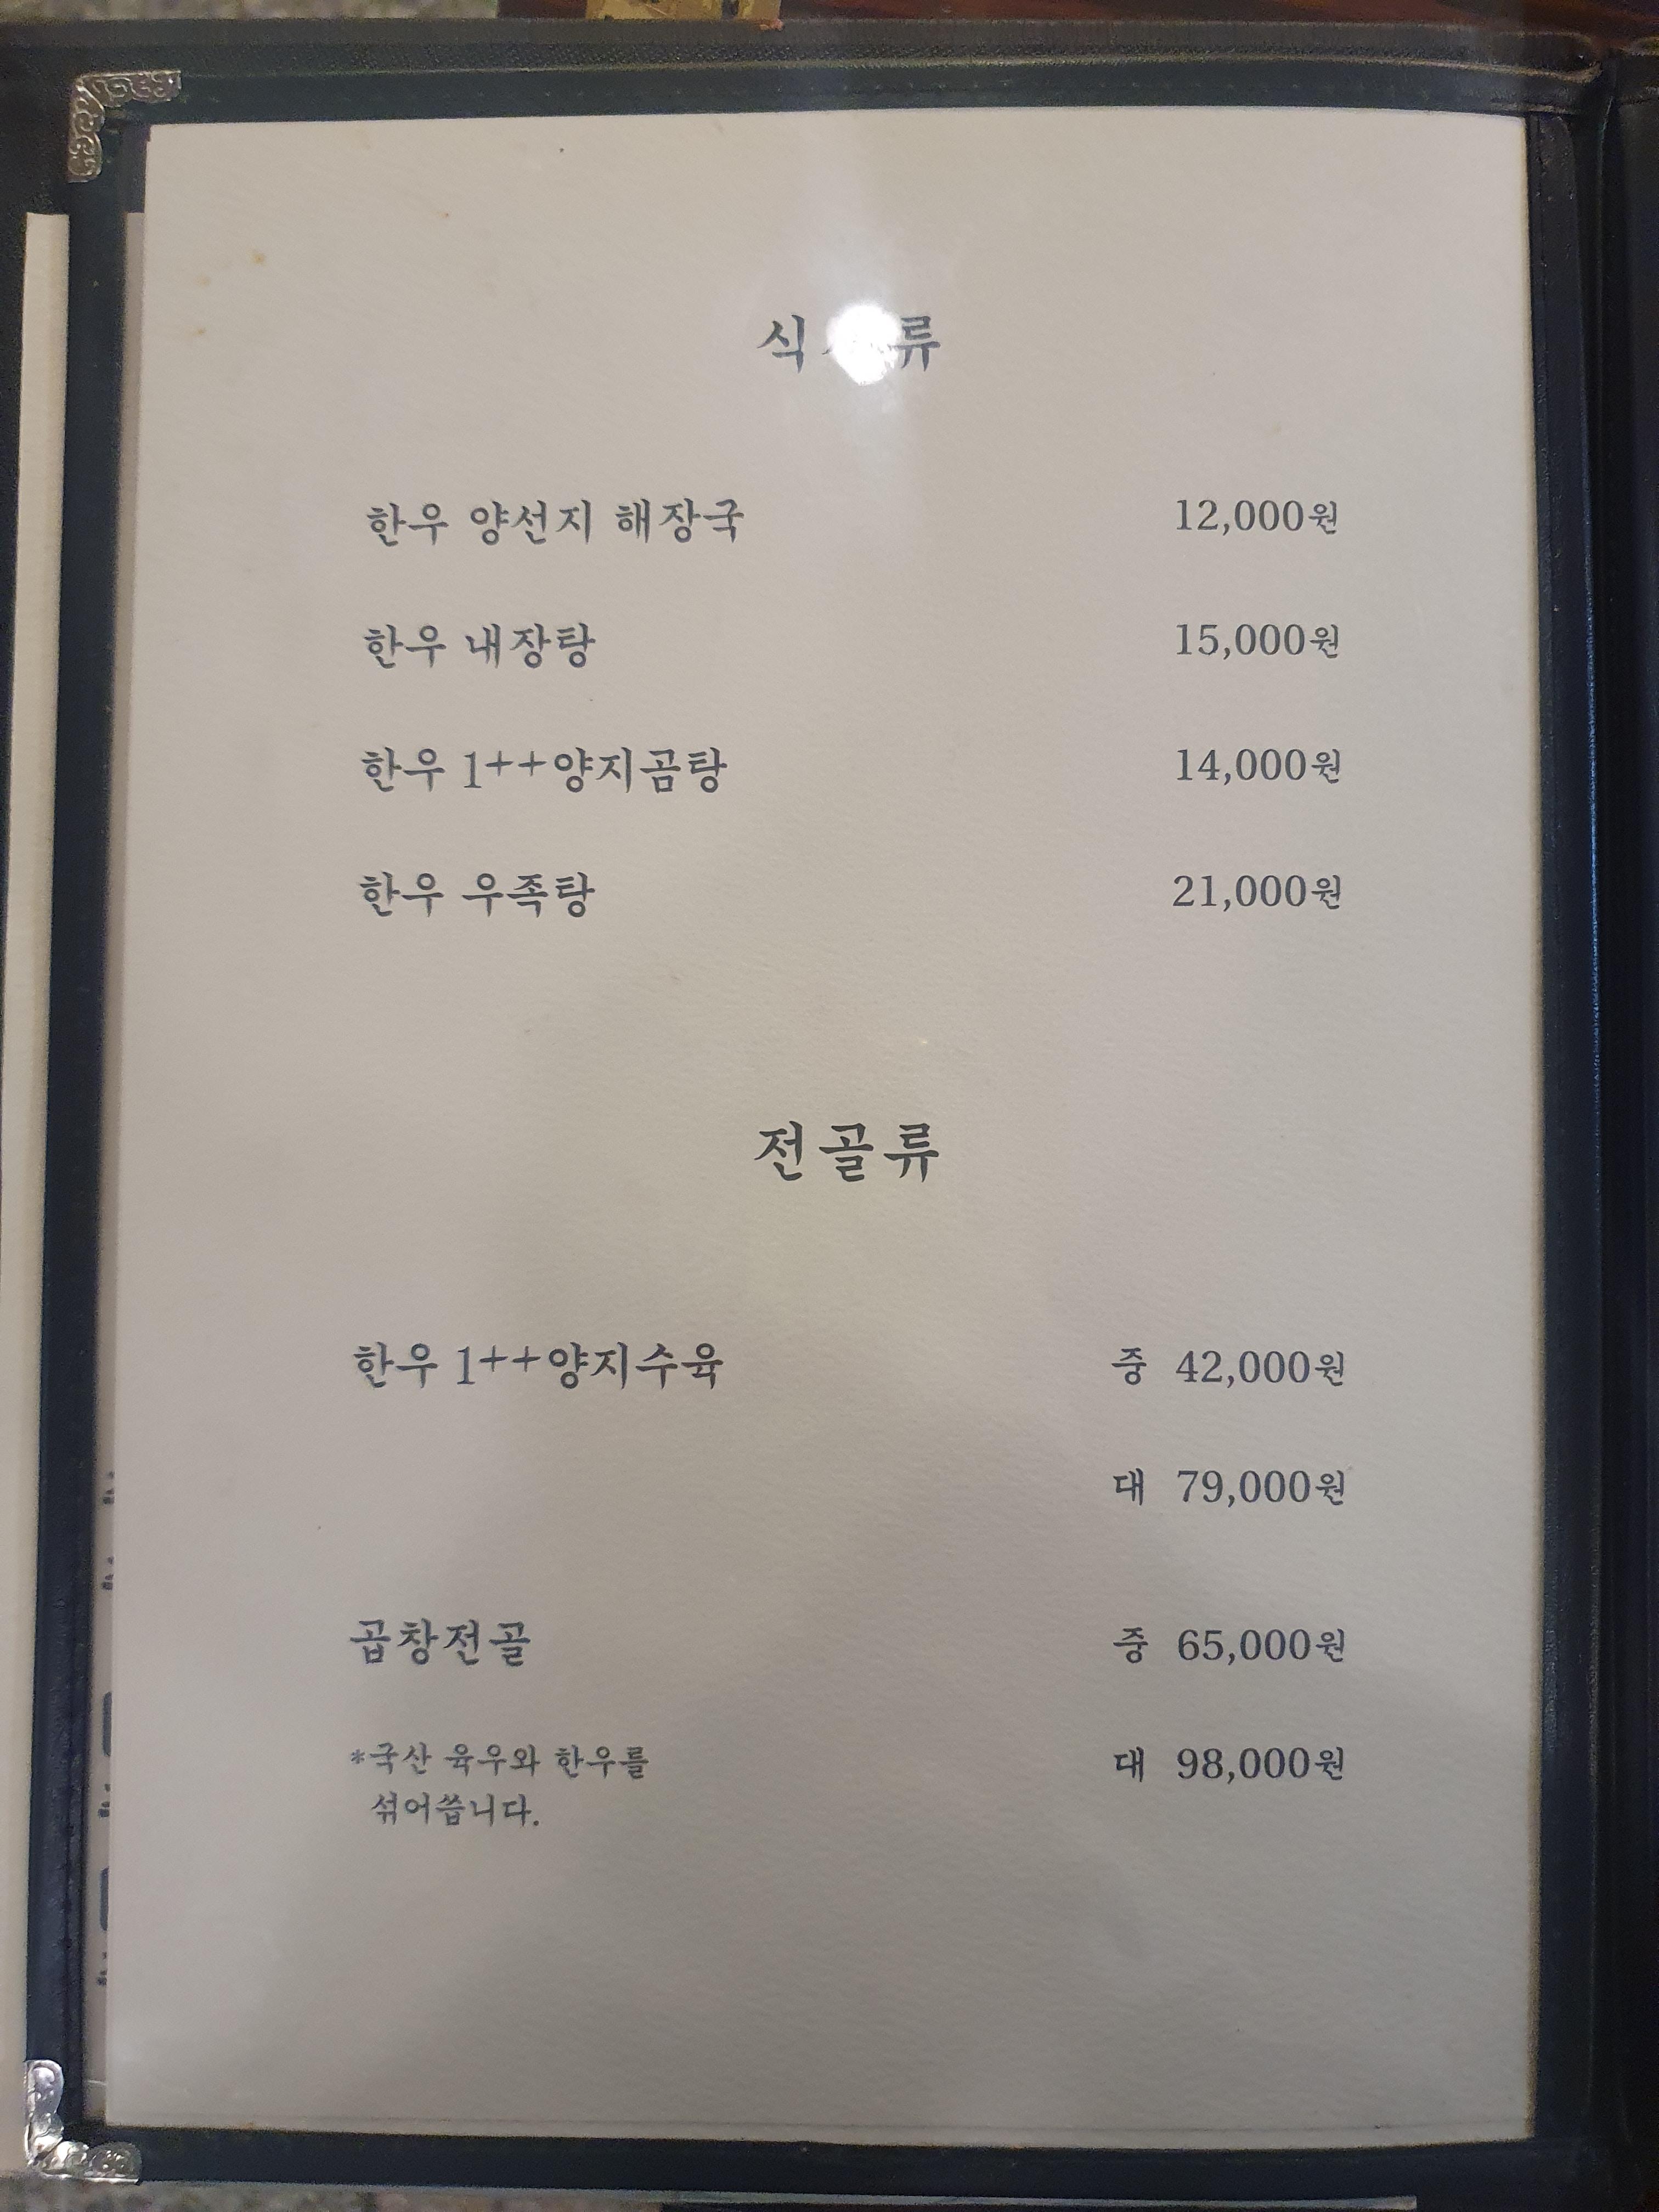 식 류
한우 양선지 해장국 12,000원
한우 내장탕 15,000원
한우 1++양지곰탕 14,000원
한우 우족탕 21,000원
전골류
한우 1++양지수육 중 42,000원
대 79,000원
곱창전골 중 65,000원
*국산 육우와 한우를 대 98,000원
섞어씁니다.